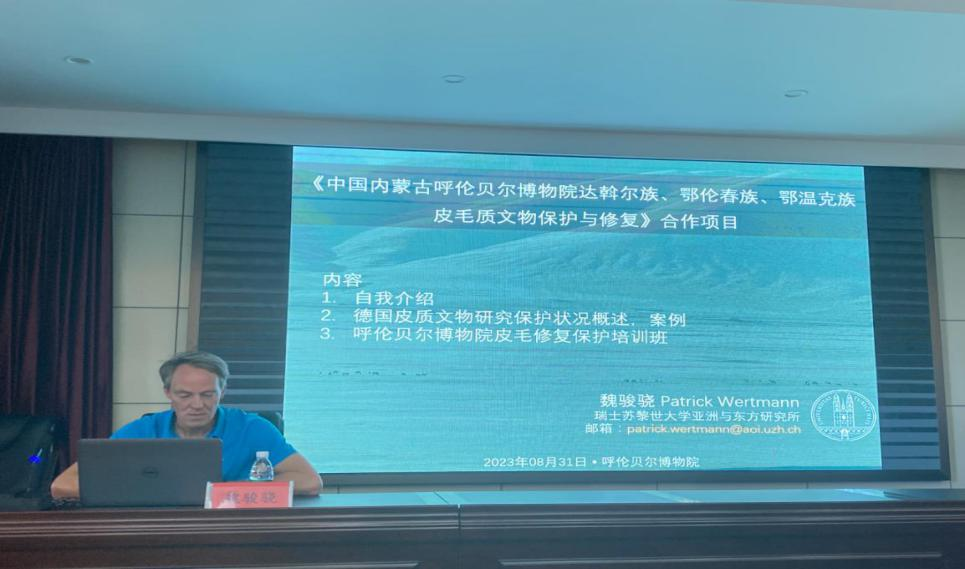 《中国内蒙古呼伦贝尔博物院达斡尔族、鄂伦春族、鄂温克族
皮毛质文物保护与修复》合作项目
内容
1. 自我介绍
2. 德国皮质文物研究保护状况概述，案例
3. 呼伦贝尔博物院皮毛修复保护培训班
魏骏骁 Patrick Wertmann
瑞士苏黎世大学亚洲与东方研究所
邮箱：patrick.wertmann@aoi.uzh.ch
2023年08月31日•呼伦贝尔博物院
魏骏骁